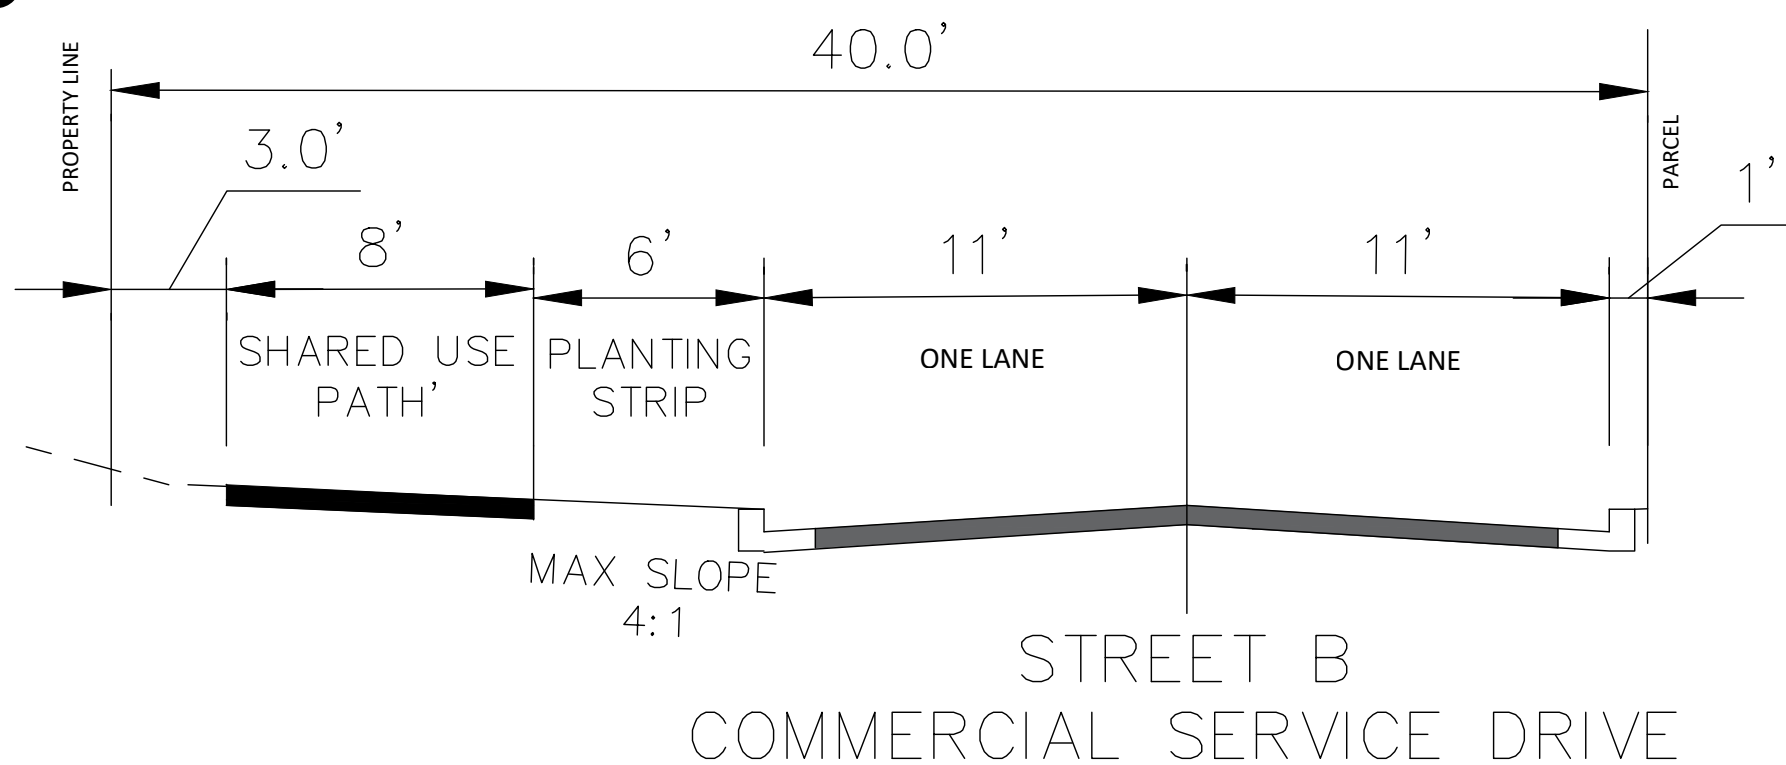 40.0'
PROPERTY LINE
3.0'
PARCEL
1'
8'
6'
11'
11'
SHARED USE
PATH'
PLANTING
STRIP
ONE LANE
ONE LANE
MAX SLOPE
4:1
STREET B
COMMERCIAL SERVICE DRIVE